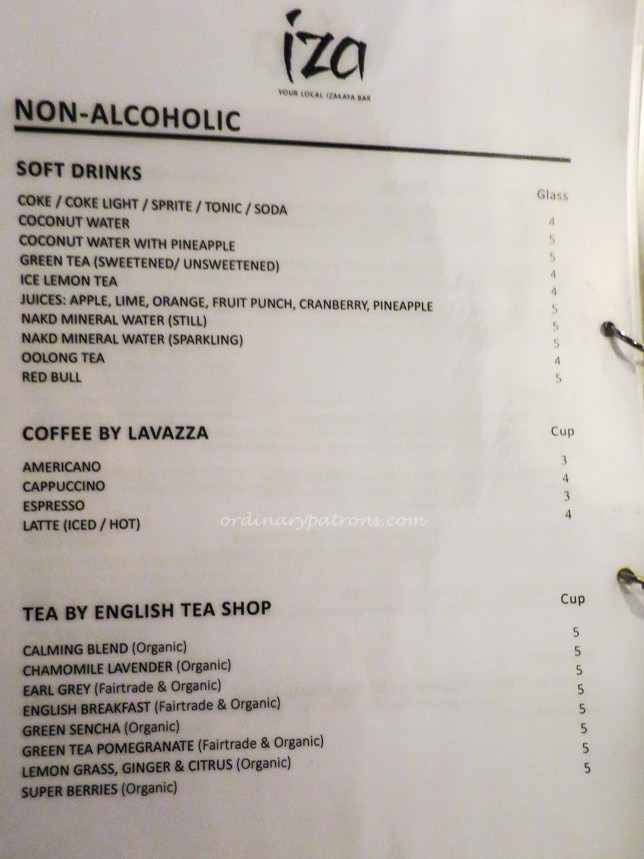 iza
YOUR LOCAL IZAKAYA BAR
NON-ALCOHOLIC
SOFT DRINKS
Glass
COKE / COKE LIGHT / SPRITE / TONIC / SODA 4
COCONUT WATER 5
COCONUT WATER WITH PINEAPPLE 5
GREEN TEA (SWEETENED/ UNSWEETENED) 4
ICE LEMON TEA 4
JUICES: APPLE, LIME, ORANGE, FRUIT PUNCH, CRANBERRY, PINEAPPLE 5
NAKD MINERAL WATER (STILL) 5
NAKD MINERAL WATER (SPARKLING) 5
OOLONG TEA 4
RED BULL 5
COFFEE BY LAVAZZA Cup
AMERICANO 3
CAPPUCCINO 4
ESPRESSO 3
LATTE (ICED / HOT) 4
ordinarypatrons.com
TEA BY ENGLISH TEA SHOP Cup
CALMING BLEND (Organic) 5
CHAMOMILE LAVENDER (Organic) 5
EARL GREY (Fairtrade & Organic) 5
ENGLISH BREAKFAST (Fairtrade & Organic) 5
GREEN SENCHA (Organic) 5
GREEN TEA POMEGRANATE (Fairtrade & Organic) 5
LEMON GRASS, GINGER & CITRUS (Organic) 5
SUPER BERRIES (Organic) 5